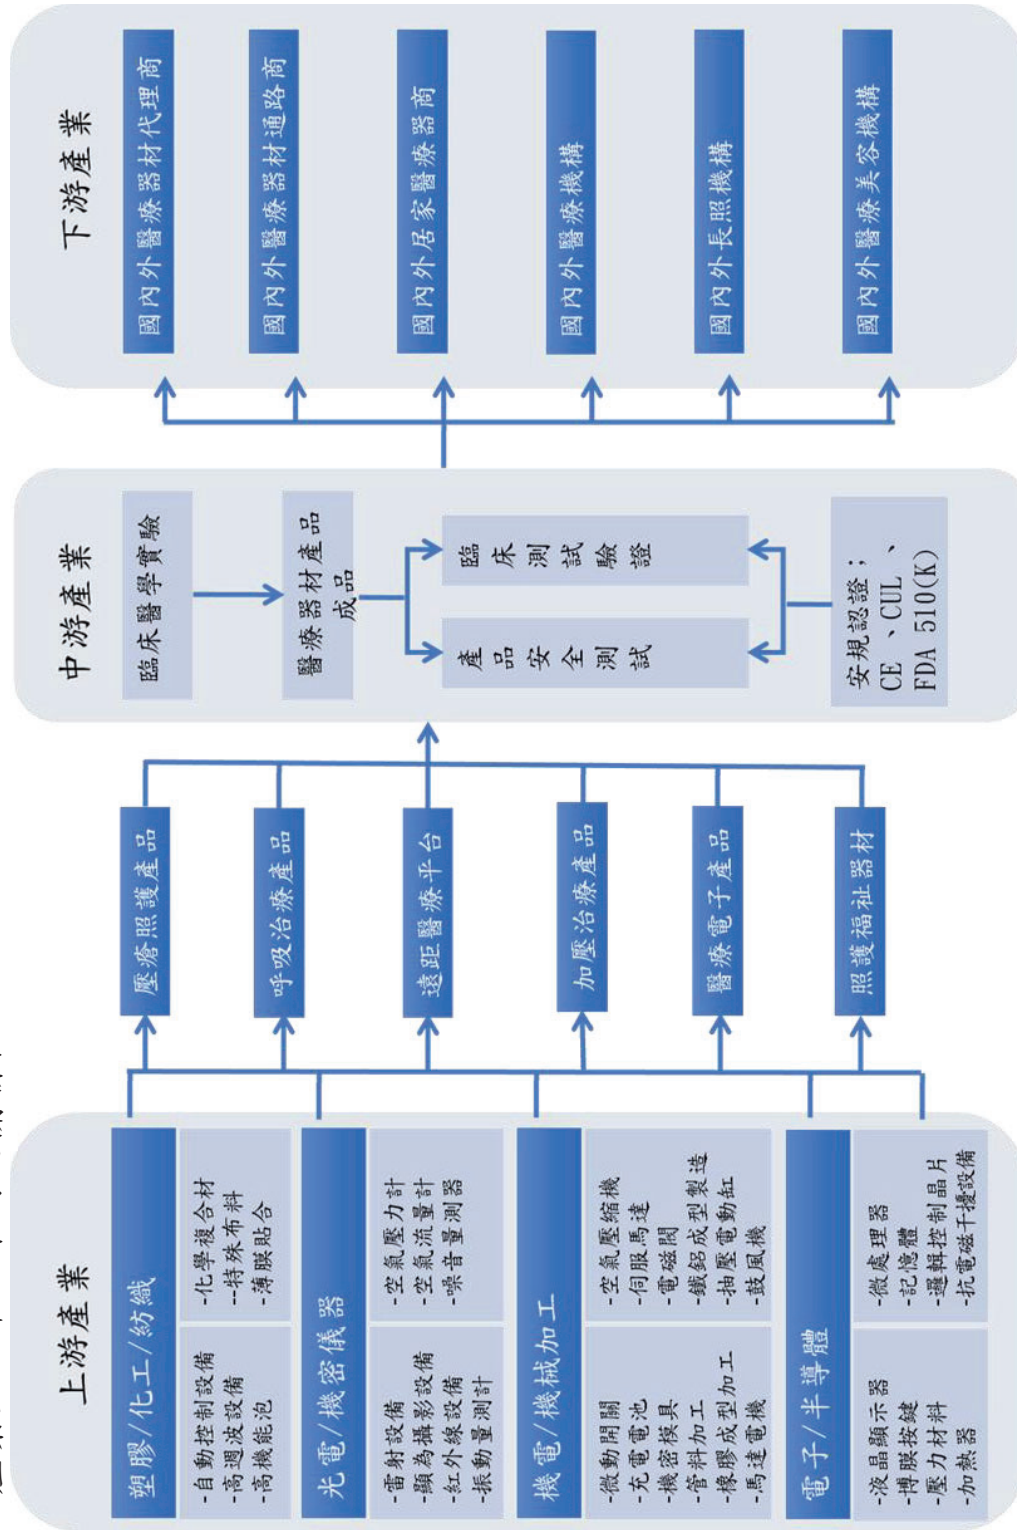 上游產業
塑膠/化工/紡織
-自動控制設備
-高週波設備
-高機能泡
-化學複合材
--特殊布料
-薄膜貼合
光電/機密儀器
-雷射設備
-顯為攝影設備
-紅外線設備
-振動量測計
-空氣壓力計
-空氣流量計
-噪音量測器
機電/機械加工
-微動開關
-充電電池
-機密模具
-管料加工
-橡膠成型加工
-馬達電機
-空氣壓縮機
-伺服馬達
-電磁閥
-鐵鋁成型製造
-抽壓電動缸
-鼓風機
電子/半導體
-液晶顯示器
-博膜按鍵
-壓力材料
-加熱器
-微處理器
-記憶體
-邏輯控制晶片
-抗電磁干擾設備
壓瘡照護產品
呼吸治療產品
遠距醫療平台
加壓治療產品
醫療電子產品
照護福祉器材
中游產業
臨床醫學實驗
醫療器材產品
成品
產品安全測試
臨床測試驗證
安規認證；
CE 、CUL 、
FDA 510(K)
下游產業
國內外醫療器材代理商
國內外醫療器材通路商
國內外居家醫療器商
國內外醫療機構
國內外長照機構
國內外醫療美容機構